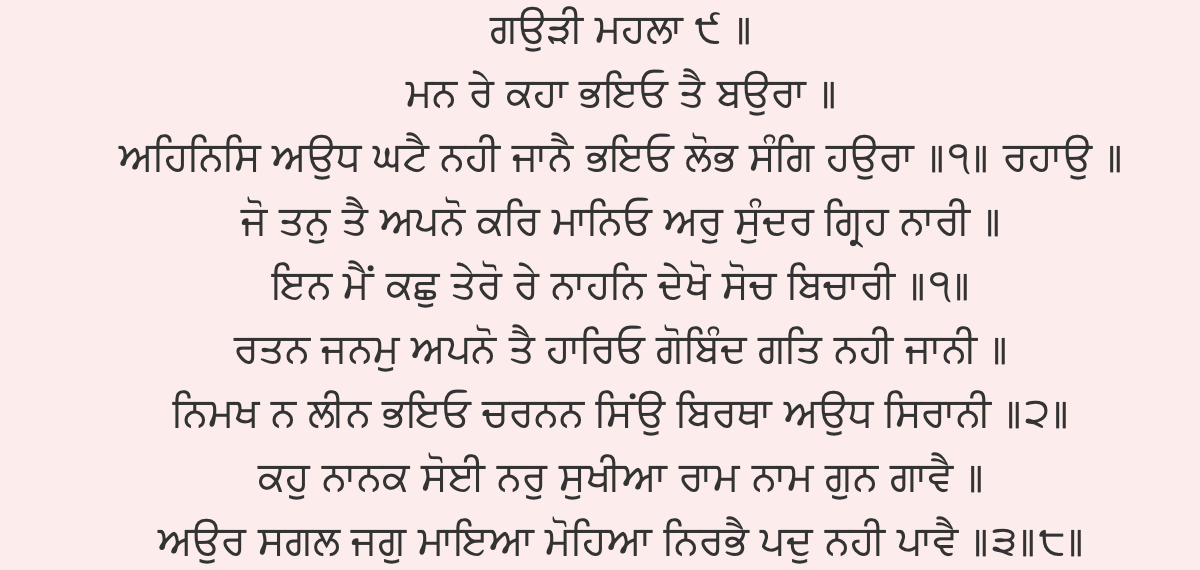 ਗਉੜੀ ਮਹਲਾ ੯ ॥
ਮਨ ਰੇ ਕਹਾ ਭਇਓ ਤੈ ਬਉਰਾ ॥
ਅਹਿਨਿਸਿ ਅਉਧ ਘਟੈ ਨਹੀ ਜਾਨੈ ਭਇਓ ਲੋਭ ਸੰਗਿ ਹਉਰਾ ॥੧॥ ਰਹਾਉ ॥
ਜੋ ਤਨੁ ਤੈ ਅਪਨੋ ਕਰਿ ਮਾਨਿਓ ਅਰੁ ਸੁੰਦਰ ਗ੍ਰਿਹ ਨਾਰੀ ॥
ਇਨ ਮੈਂ ਕਛੁ ਤੇਰੋ ਰੇ ਨਾਹਨਿ ਦੇਖੋ ਸੋਚ ਬਿਚਾਰੀ ॥੧॥
ਰਤਨ ਜਨਮੁ ਅਪਨੋ ਤੈ ਹਾਰਿਓ ਗੋਬਿੰਦ ਗਤਿ ਨਹੀ ਜਾਨੀ ॥
ਨਿਮਖ ਨ ਲੀਨ ਭਇਓ ਚਰਨਨ ਸਿਂਉ ਬਿਰਥਾ ਅਉਧ ਸਿਰਾਨੀ ॥੨॥
ਕਹੁ ਨਾਨਕ ਸੋਈ ਨਰੁ ਸੁਖੀਆ ਰਾਮ ਨਾਮ ਗੁਨ ਗਾਵੈ ॥
ਅਉਰ ਸਗਲ ਜਗੁ ਮਾਇਆ ਮੋਹਿਆ ਨਿਰਭੈ ਪਦੁ ਨਹੀ ਪਾਵੈ ॥੩॥੮॥